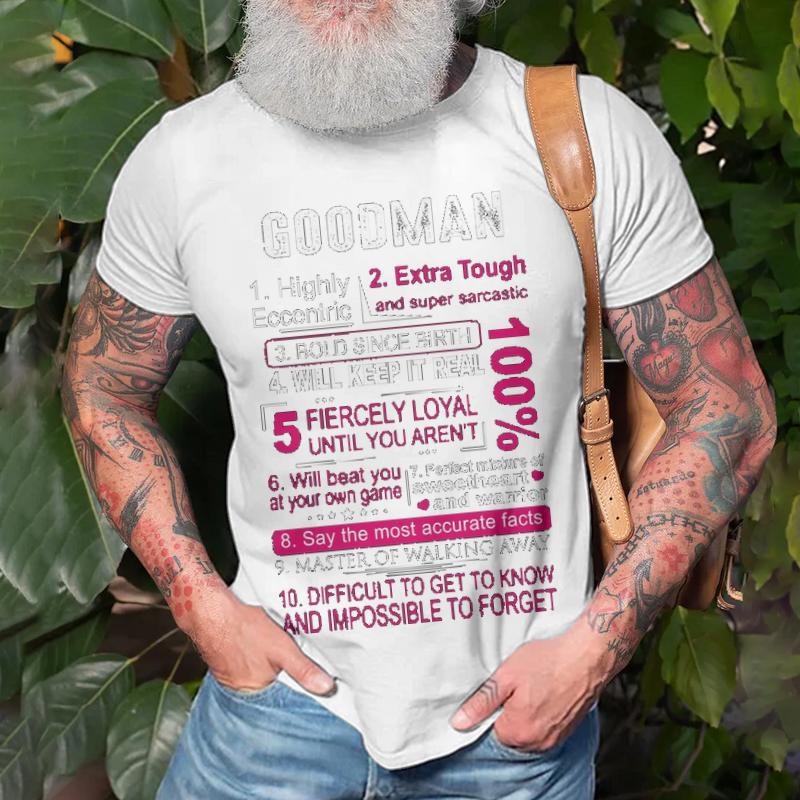 GOODMAN
1. Highly
Eccentric
2. Extra Tough
and super sarcastic
3. BOLD SINCE BIRTH
4. WILL KEEP IT REAL
100%
5 FIERCELY LOYAL
UNTIL YOU AREN'T
6. Will beat you
at your own game
7. Perfect mixture of
sweetheart
and warrior
8. Say the most accurate facts
9. MASTER OF WALKING AWAY
10. DIFFICULT TO GET TO KNOW
AND IMPOSSIBLE TO FORGET